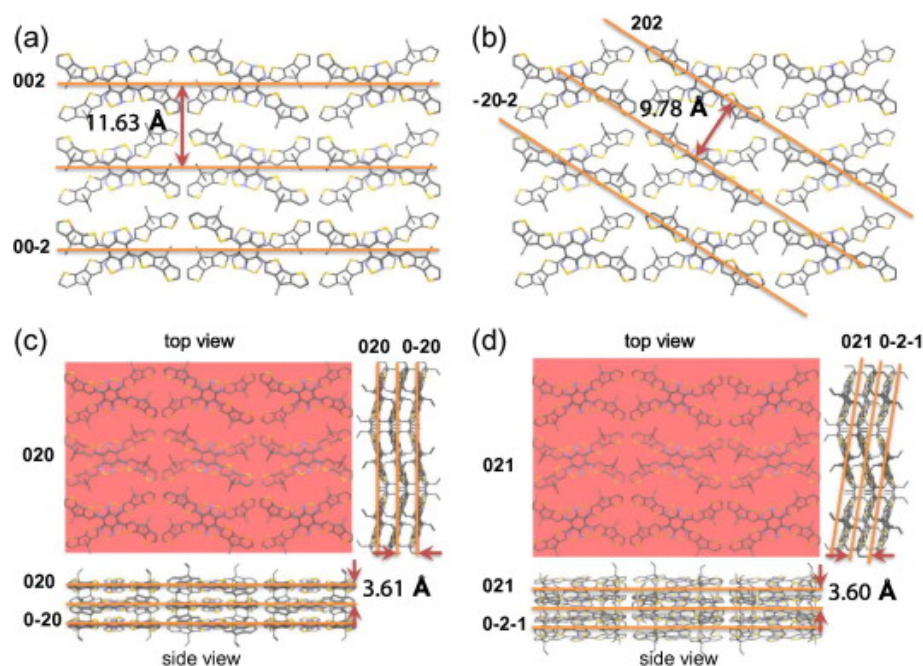 (a)
002
11.63 Å
00-2
(b)
202
-20-2
9.78 Å
(c)
top view
020 0-20
020
020
3.61 Å
0-20
side view
(d)
top view
021 0-2-1
021
021
3.60 Å
0-2-1
side view